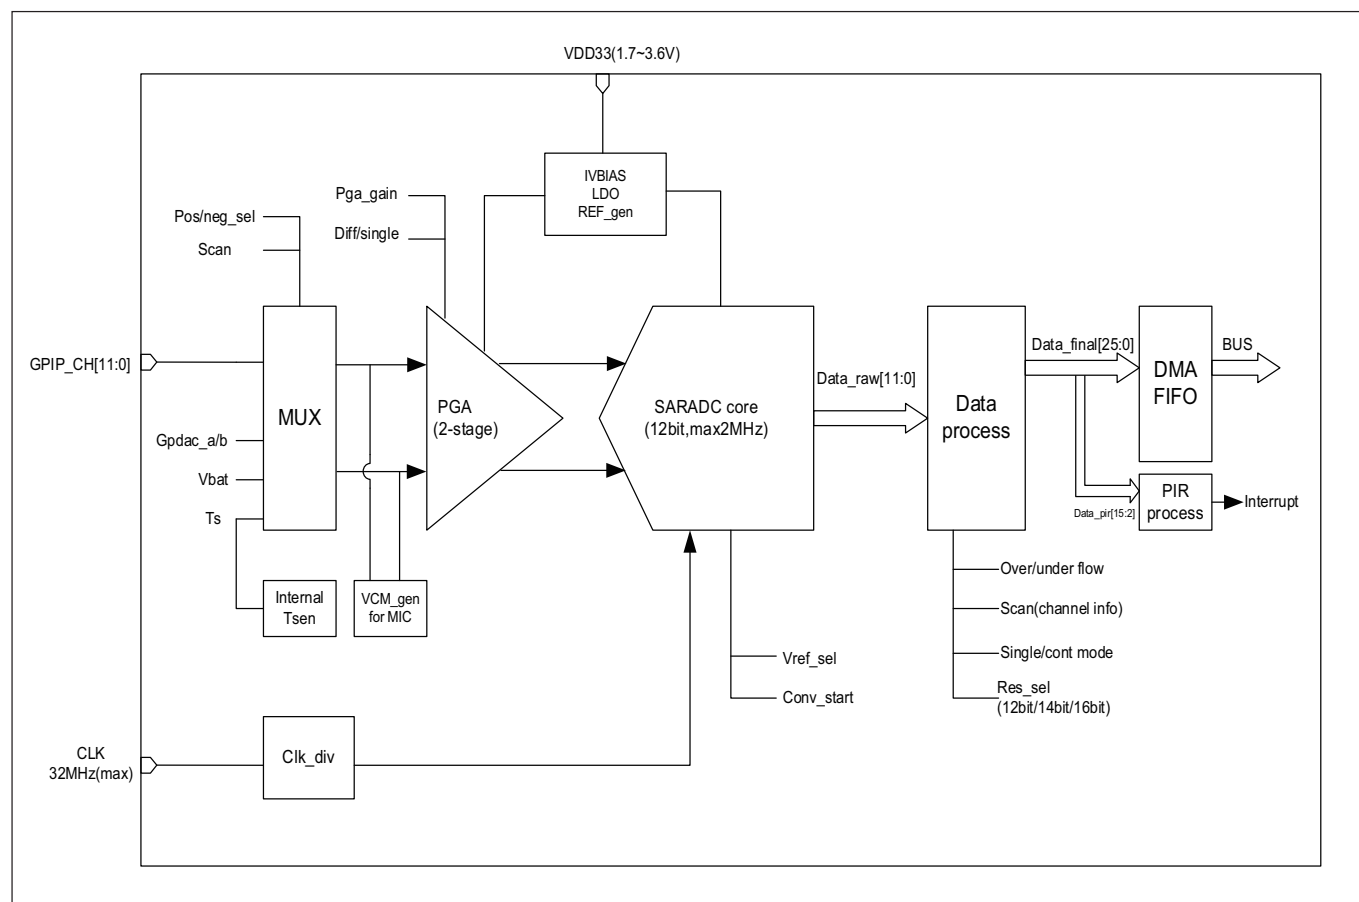 VDD33(1.7~3.6V)
IVBIAS
LDO
REF_gen
Pga_gain
Diff/single
Pos/neg_sel
Scan
GPIP_CH[11:0]
MUX
Gpdac_a/b
Vbat
Ts
Internal
Tsen
VCM_gen
for MIC
PGA
(2-stage)
SARADC core
(12bit,max2MHz)
Data_raw[11:0]
Data
process
Data_final[25:0]
DMA
FIFO
BUS
Data_pir[15:2]
PIR
process
Interrupt
Over/under flow
Scan(channel info)
Single/cont mode
Res_sel
(12bit/14bit/16bit)
Vref_sel
Conv_start
CLK
32MHz(max)
Clk_div